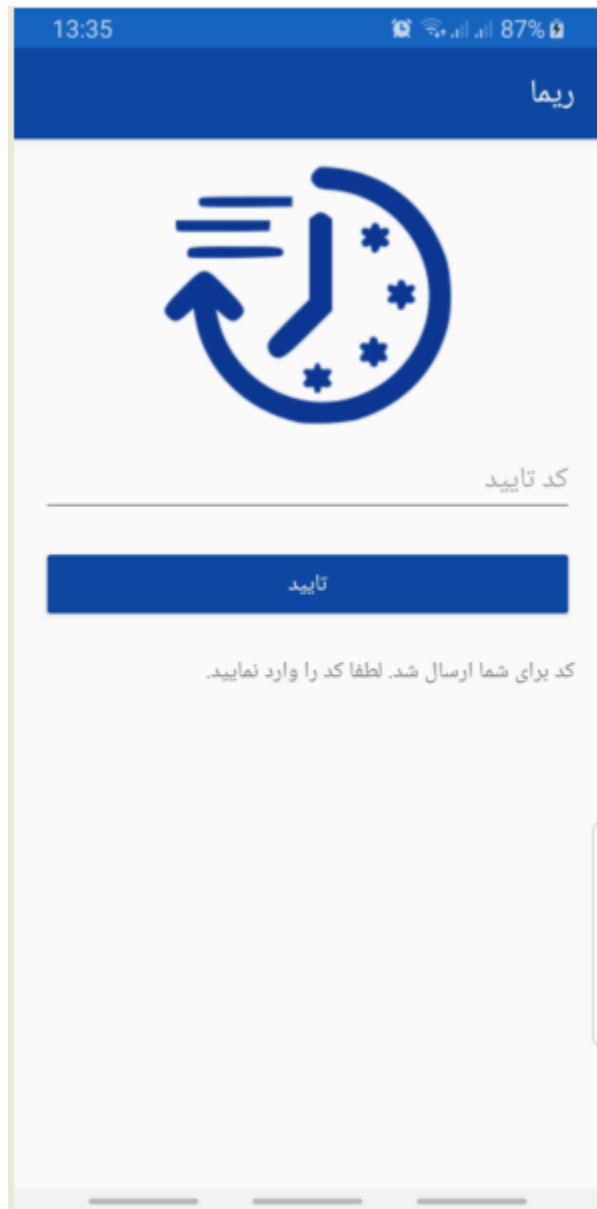 13:35 87%
ریما
کد تایید
تایید
کد برای شما ارسال شد. لطفا کد را وارد نمایید.